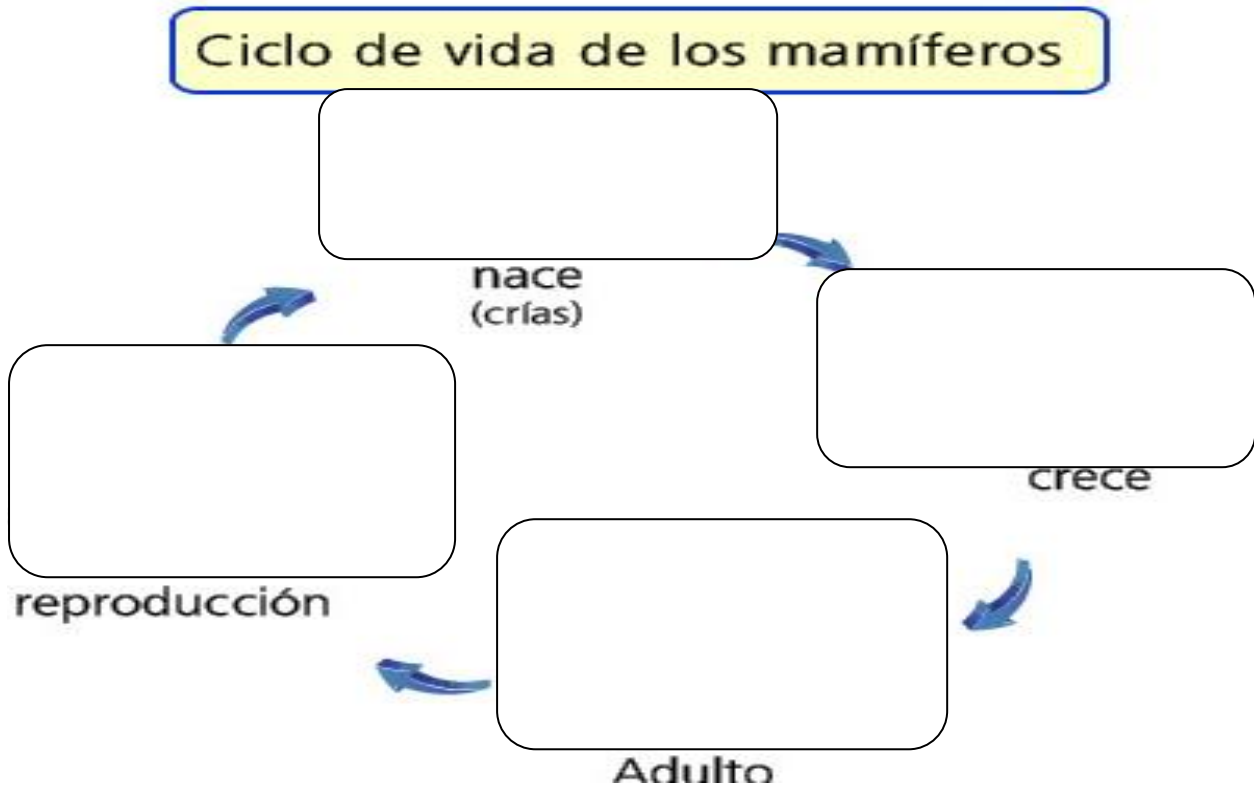 Ciclo de vida de los mamíferos
nace
(crías)
crece
Adulto
reproducción